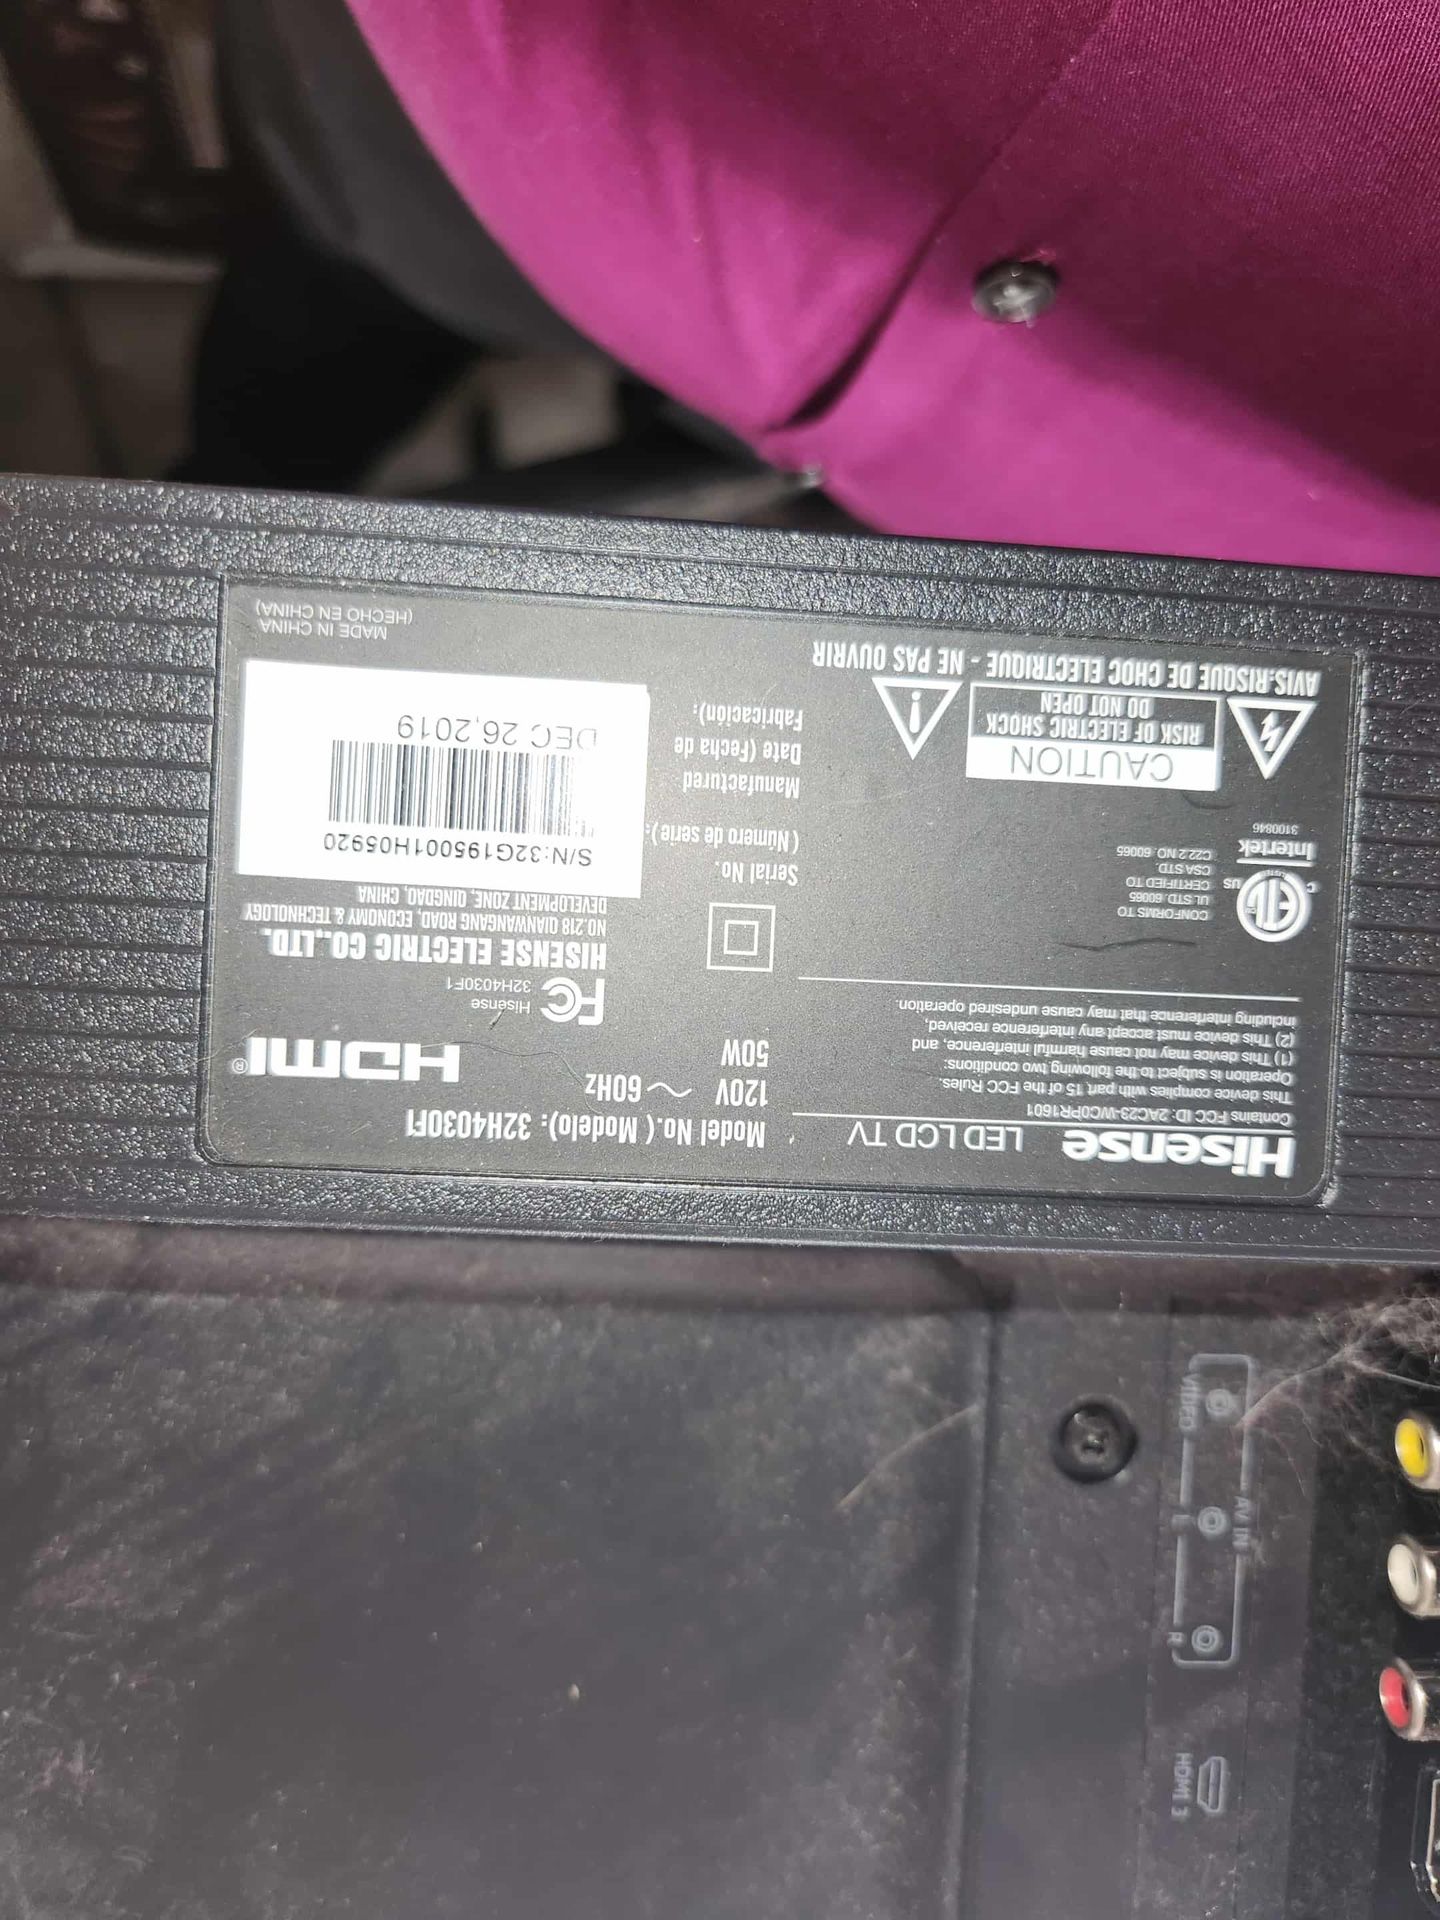 Hisense LED LCD TV
Contains FCC ID: 2AC23-WC0PR1601
This device complies with part 15 of the FCC Rules.
Operation is subject to the following two conditions:
(1) This device may not cause harmful interference, and,
(2) This device must accept any interference received,
including interference that may cause undesired operation.
ETL
C US
Intertek
3100846
CONFORMS TO
UL STD. 60065
CERTIFIED TO
CSA STD.
C22.2 NO. 60065
CAUTION
RISK OF ELECTRIC SHOCK
DO NOT OPEN
AVIS:RISQUE DE CHOC ELECTRIQUE - NE PAS OUVRIR
Model No.( Modelo): 32H4030F1
120V ~ 60Hz
50W
Serial No.
( Número de serie):
Manufactured
Date (Fecha de
Fabricación):
HDMI®
FC
Hisense
32H4030F1
HISENSE ELECTRIC CO.,LTD.
NO.218 QIANWANGANG ROAD, ECONOMY & TECHNOLOGY
DEVELOPMENT ZONE, QINGDAO, CHINA
S/N:32G195001H05920
DEC 26,2019
MADE IN CHINA
(HECHO EN CHINA)
VIDEO
L
R
AV IN
HDMI 3